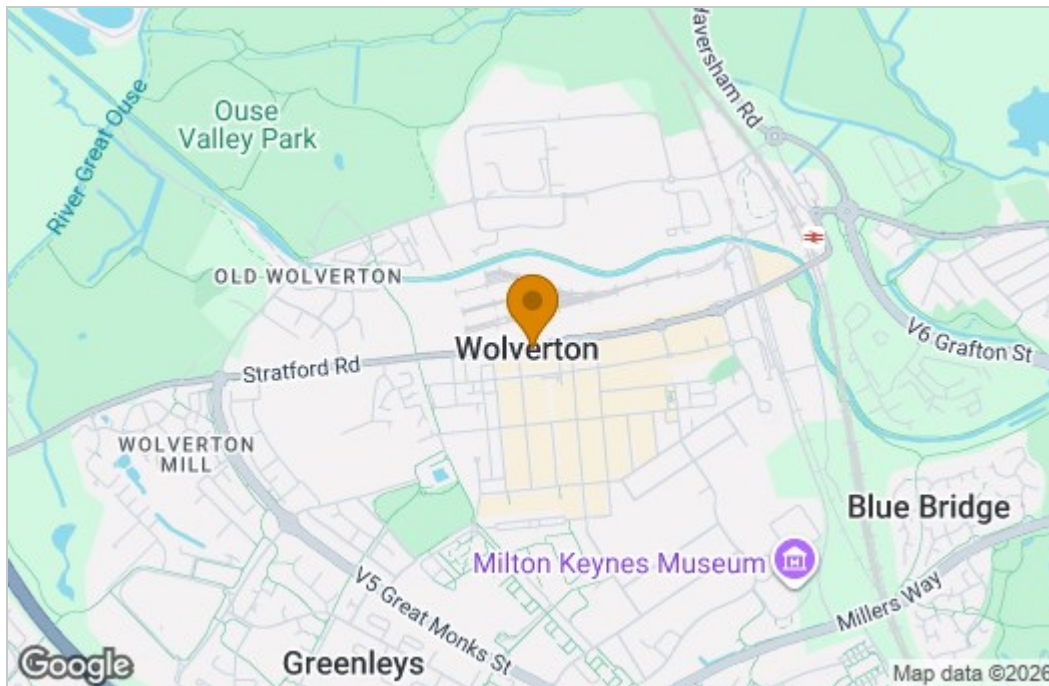 Ouse
Valley Park
River Great Ouse
Haversham Rd
OLD WOLVERTON
Wolverton
Stratford Rd
V6 Grafton St
WOLVERTON
MILL
Blue Bridge
Milton Keynes Museum
V5 Great Monks St
Millers Way
Greenleys
Google
Map data ©2026